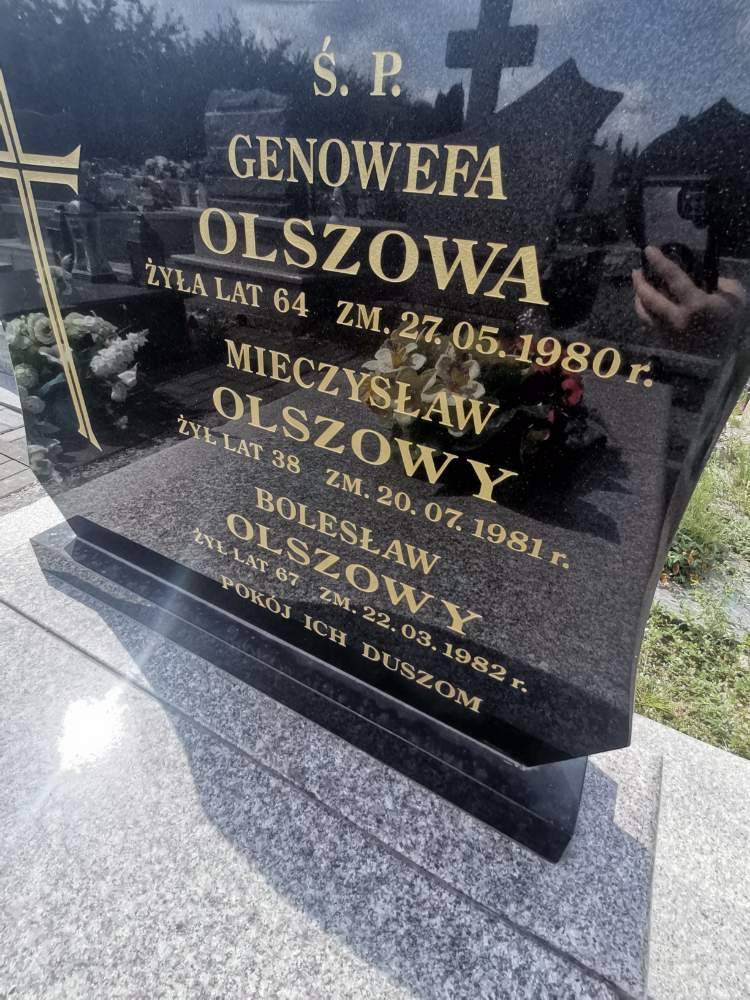 Ś. P.
GENOWEFA
OLSZOWA
ŻYŁA LAT 64 ZM. 27.05.1980 r.
MIECZYSŁAW
OLSZOWY
ŻYŁ LAT 38 ZM. 20.07.1981 r.
BOLESŁAW
OLSZOWY
ŻYŁ LAT 67 ZM. 22.03.1982 r.
POKÓJ ICH DUSZOM